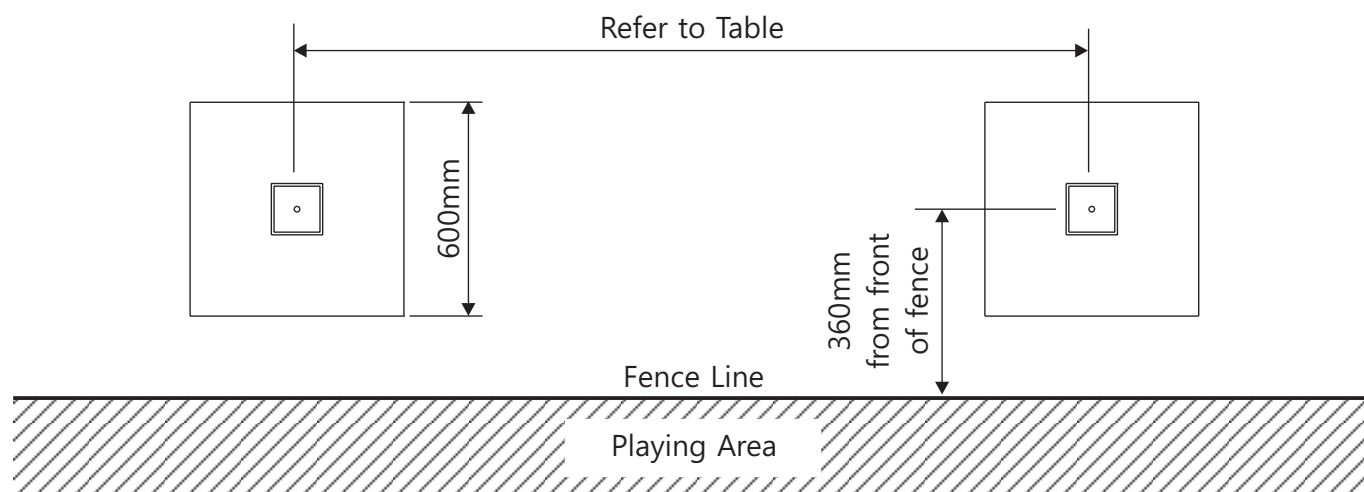 Refer to Table
600mm
360mm
from front
of fence
Fence Line
Playing Area